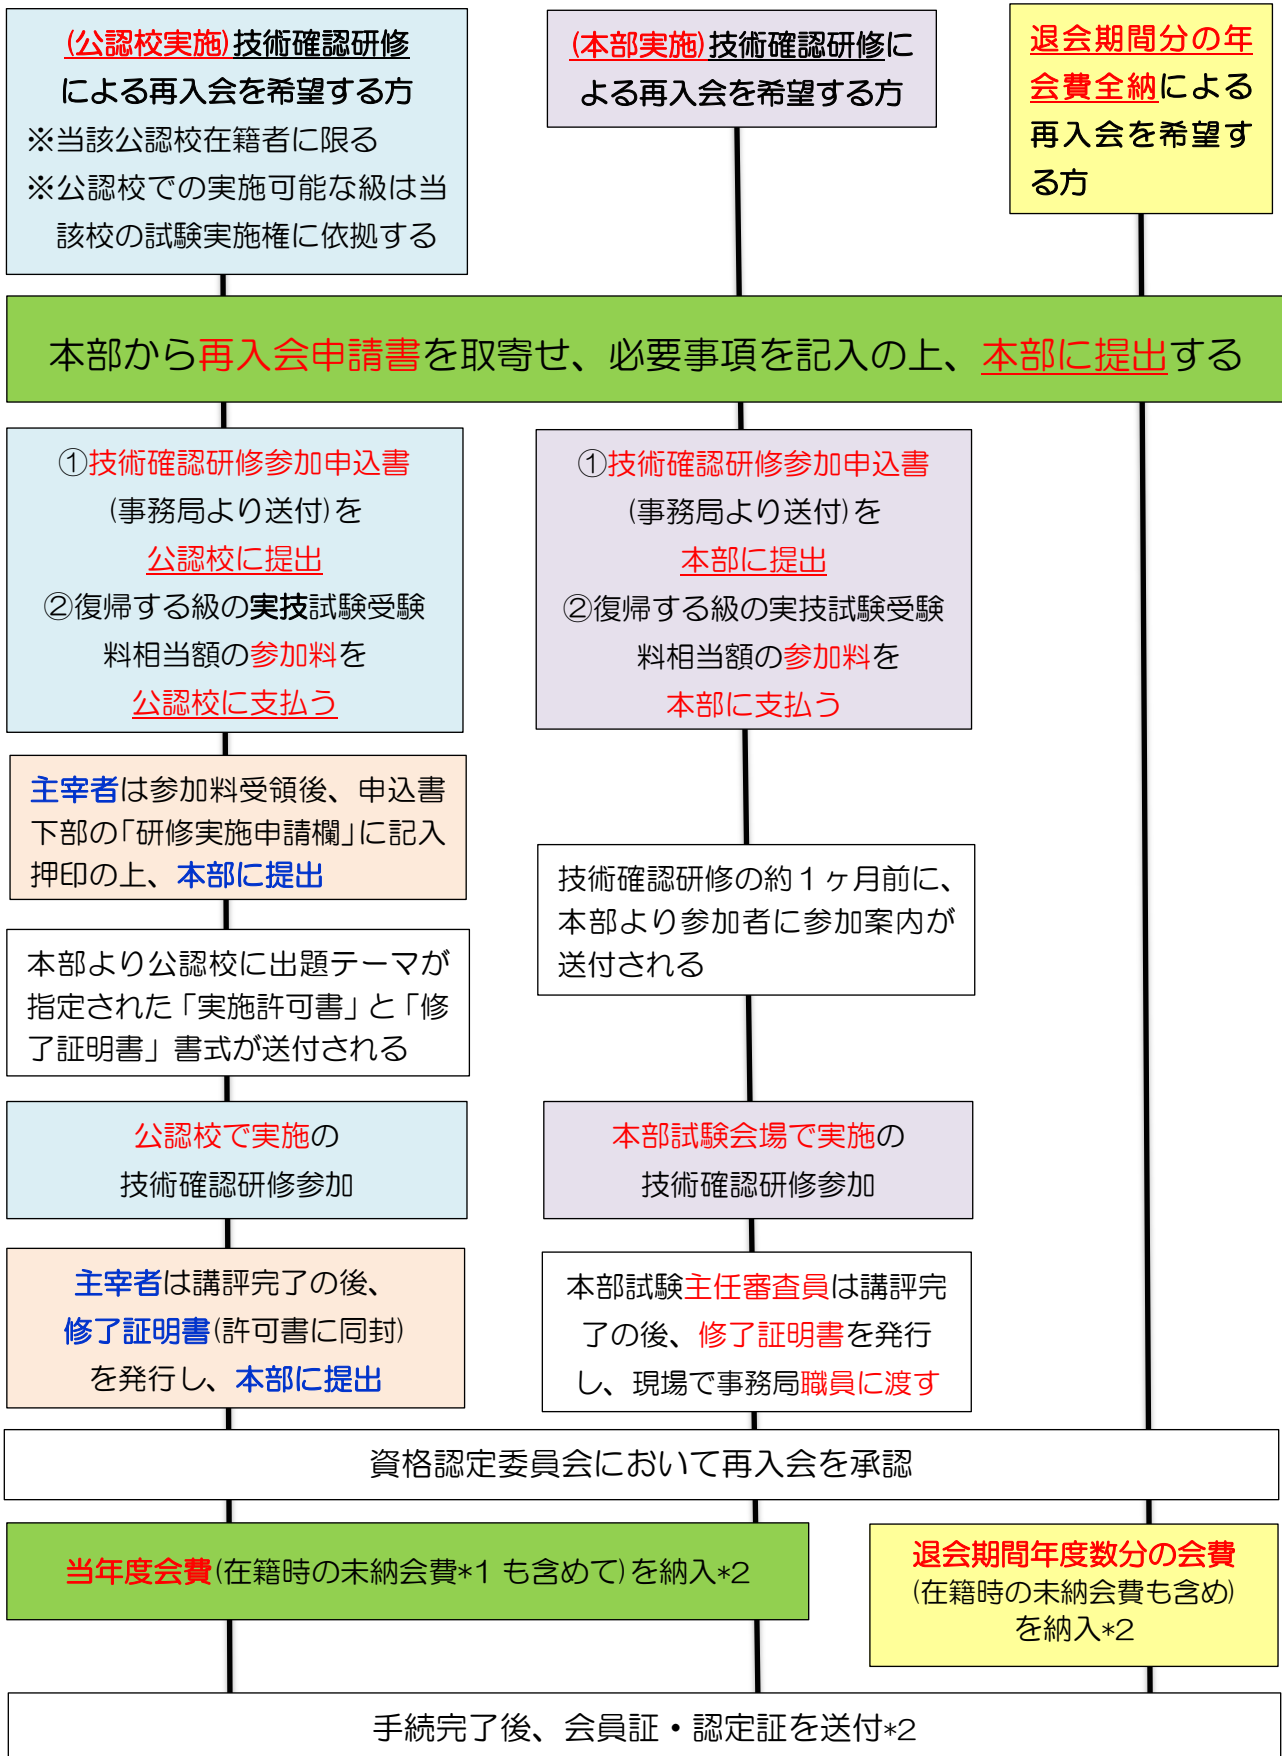 (公認校実施)技術確認研修
による再入会を希望する方
※当該公認校在籍者に限る
※公認校での実施可能な級は当
該校の試験実施権に依拠する
(本部実施)技術確認研修に
よる再入会を希望する方
退会期間分の年
会費全納による
再入会を希望す
る方
本部から再入会申請書を取寄せ、必要事項を記入の上、本部に提出する
①技術確認研修参加申込書
(事務局より送付)を
公認校に提出
②復帰する級の実技試験受験
料相当額の参加料を
公認校に支払う
①技術確認研修参加申込書
(事務局より送付)を
本部に提出
②復帰する級の実技試験受験
料相当額の参加料を
本部に支払う
主宰者は参加料受領後、申込書
下部の「研修実施申請欄」に記入
押印の上、本部に提出
技術確認研修の約1ヶ月前に、
本部より参加者に参加案内が
送付される
本部より公認校に出題テーマが
指定された「実施許可書」と「修
了証明書」書式が送付される
公認校で実施の
技術確認研修参加
本部試験会場で実施の
技術確認研修参加
主宰者は講評完了の後、
修了証明書(許可書に同封)
を発行し、本部に提出
本部試験主任審査員は講評完
了の後、修了証明書を発行
し、現場で事務局職員に渡す
資格認定委員会において再入会を承認
当年度会費(在籍時の未納会費*1も含めて)を納入*2
退会期間年度数分の会費
(在籍時の未納会費も含め)
を納入*2
手続完了後、会員証・認定証を送付*2